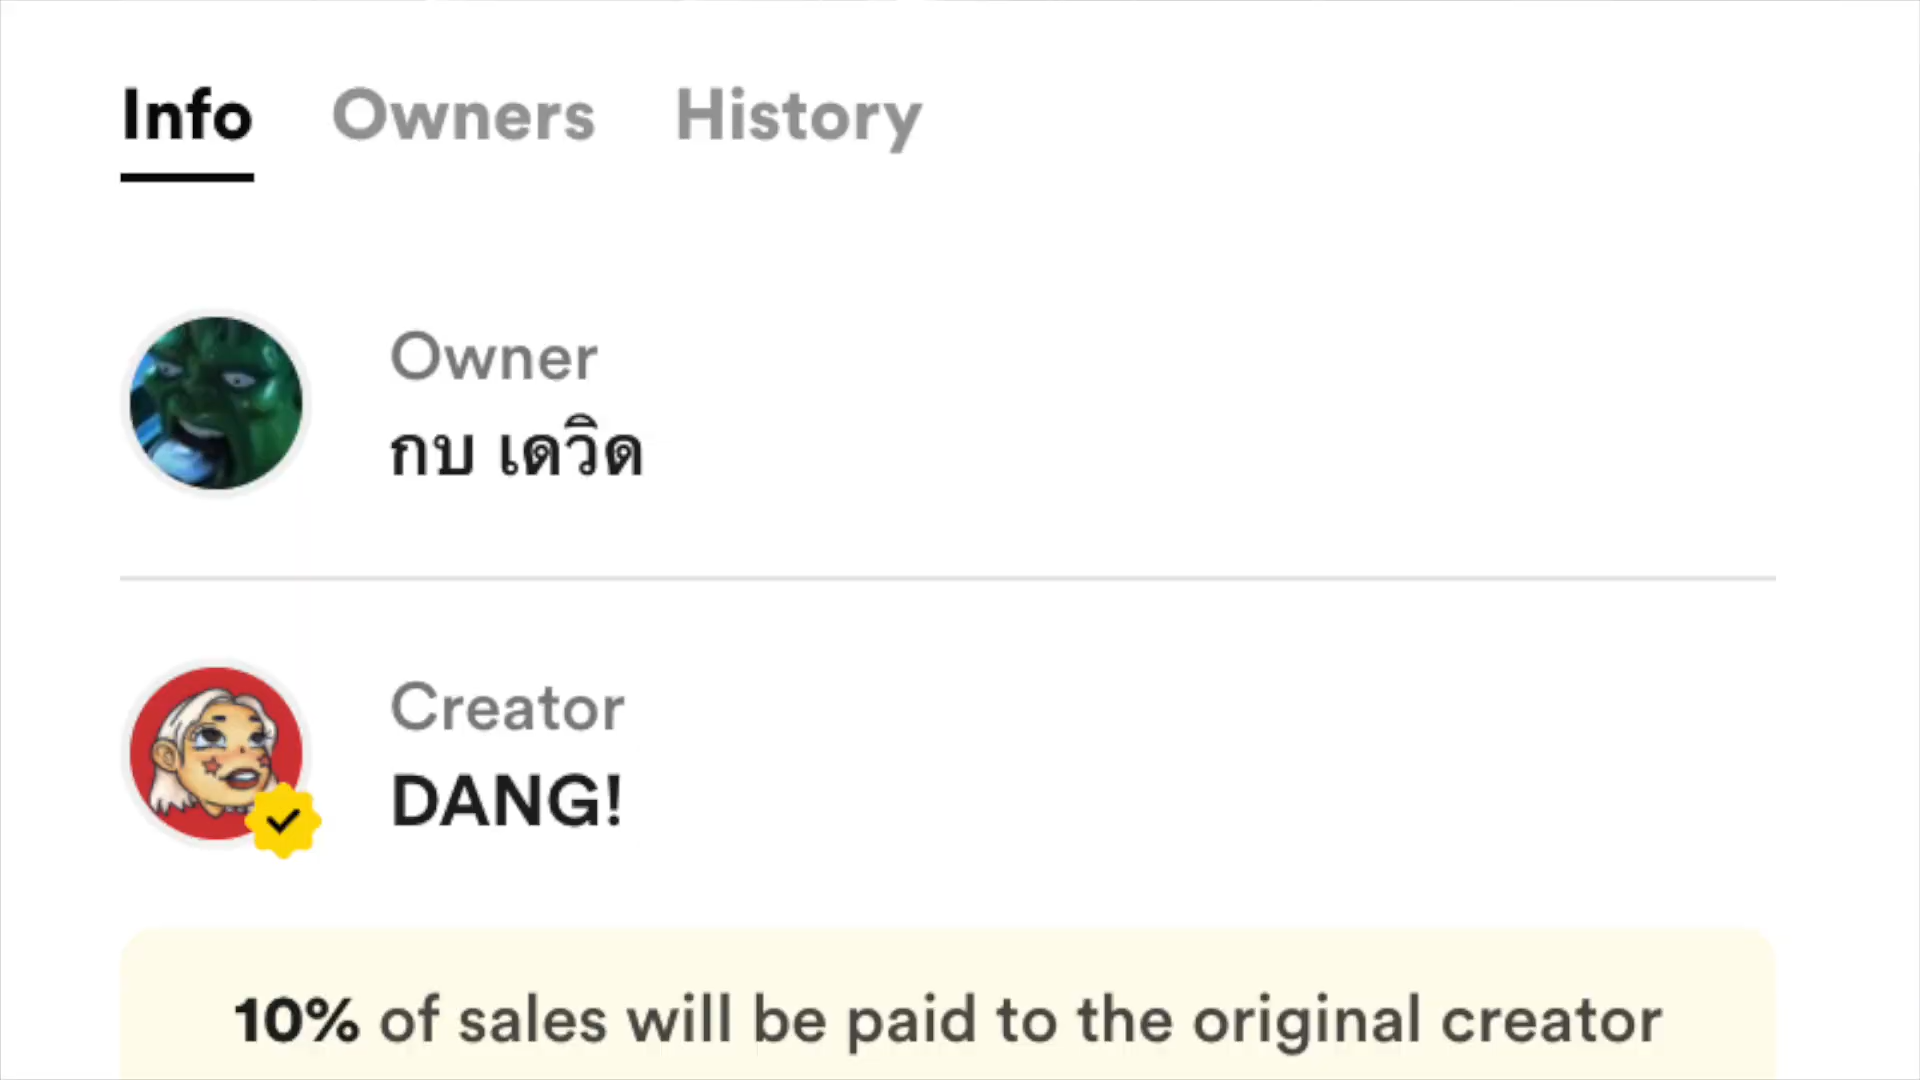 Info Owners History
Owner
กบ เดวิด
Creator
DANG!
10% of sales will be paid to the original creator